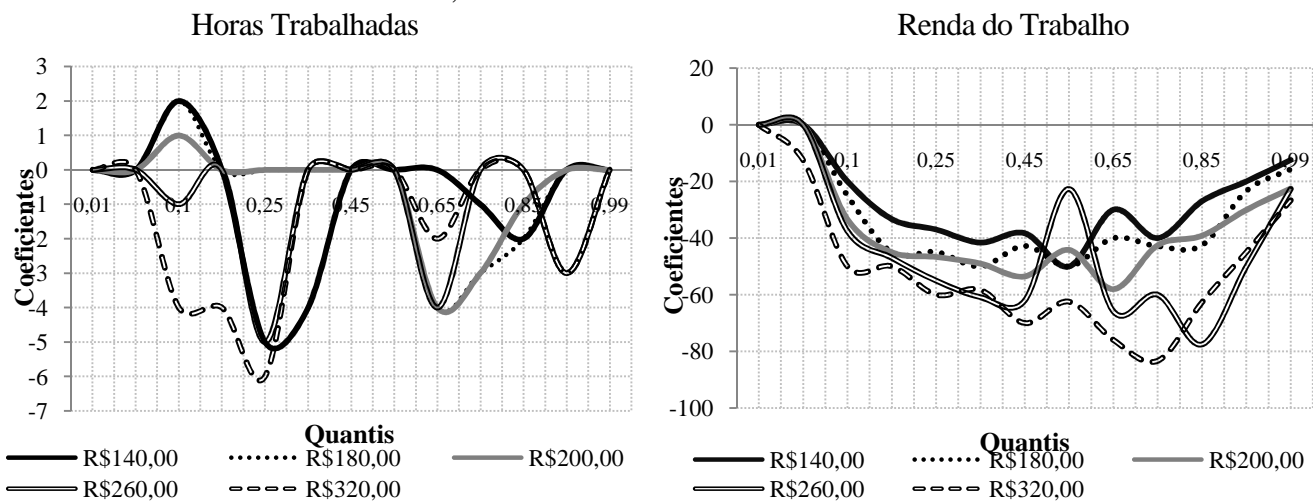 Horas Trabalhadas
3
2
1
0
-1
-2
-3
-4
-5
-6
-7
Coeficientes
0,01 0,1 0,25 0,45 0,65 0,85 0,99
Quantis
R$140,00 R$180,00 R$200,00
R$260,00 R$320,00
Renda do Trabalho
20
0
-20
-40
-60
-80
-100
Coeficientes
0,01 0,1 0,25 0,45 0,65 0,85 0,99
Quantis
R$140,00 R$180,00 R$200,00
R$260,00 R$320,00